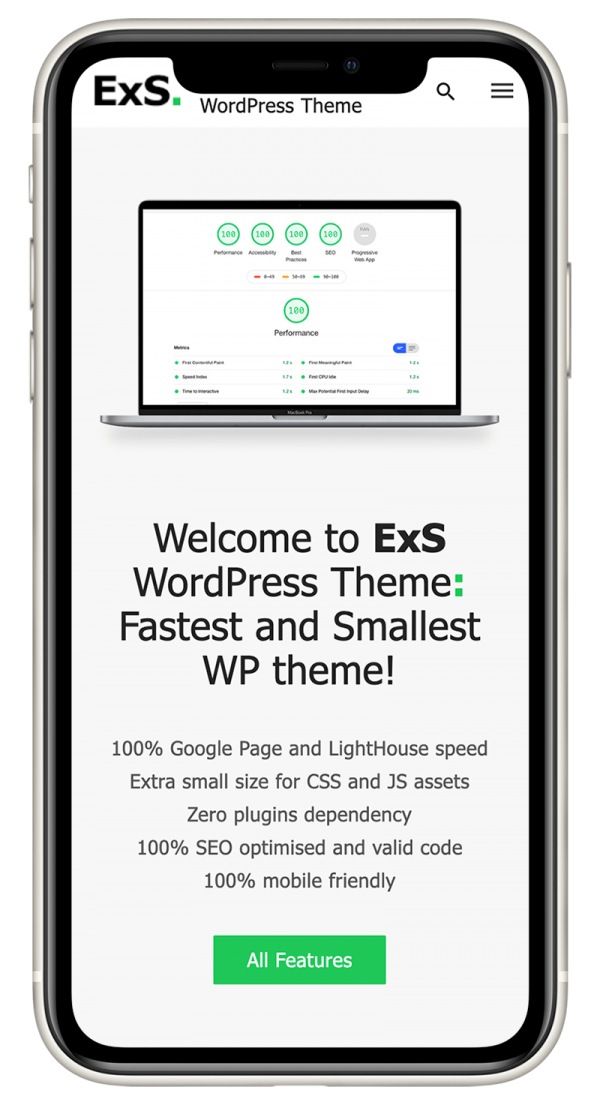 ExS.
WordPress Theme
100 100 100 100
Performance Accessibility Best Practices SEO Progressive Web App
0-49 50-89 90-100
100
Performance
Metrics
First Contentful Paint 1.2 s First Meaningful Paint 1.2 s
Speed Index 1.7 s First CPU Idle 1.2 s
Time to Interactive 1.2 s Max Potential First Input Delay 20 ms
MacBook Pro
Welcome to ExS
WordPress Theme:
Fastest and Smallest
WP theme!
100% Google Page and LightHouse speed
Extra small size for CSS and JS assets
Zero plugins dependency
100% SEO optimised and valid code
100% mobile friendly
All Features